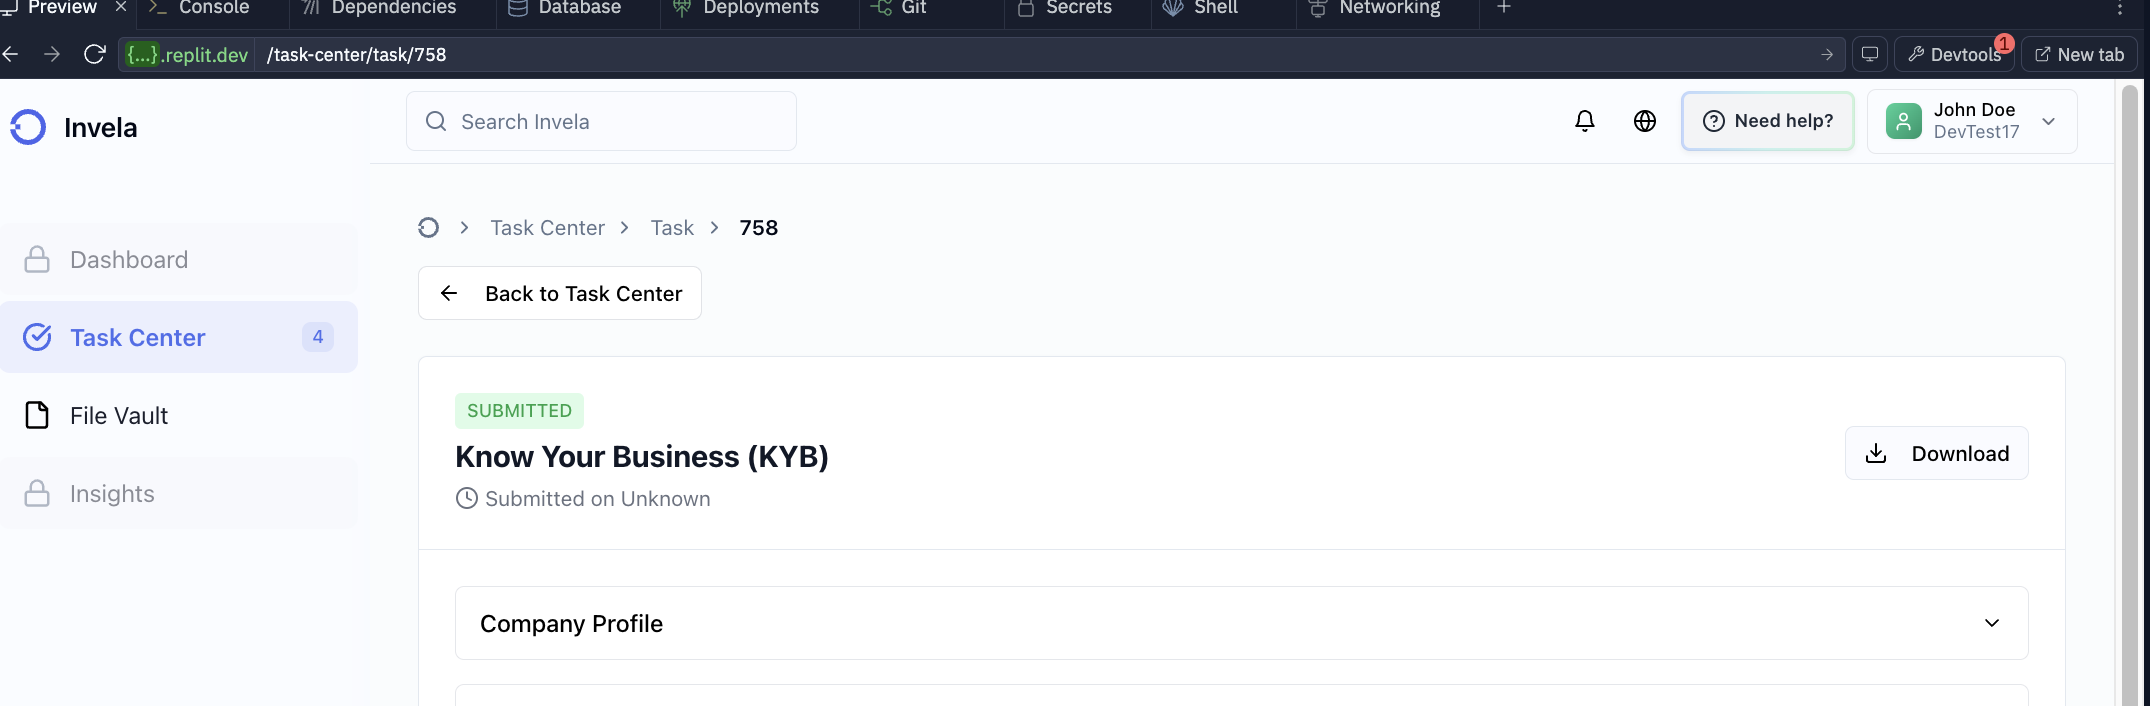 Preview
Console
Dependencies
Database
Deployments
Git
Secrets
Shell
Networking
{...}.replit.dev
/task-center/task/758
Devtools
1
New tab
Invela
Search Invela
Need help?
John Doe
DevTest17
Dashboard
Task Center
4
File Vault
Insights
Task Center
Task
758
Back to Task Center
SUBMITTED
Know Your Business (KYB)
Submitted on Unknown
Download
Company Profile